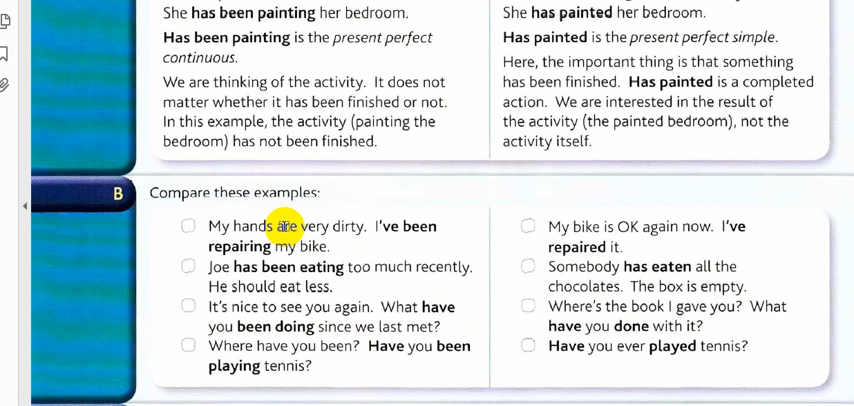 She has been painting her bedroom.
Has been painting is the present perfect
continuous.
We are thinking of the activity. It does not
matter whether it has been finished or not.
In this example, the activity (painting the
bedroom) has not been finished.
She has painted her bedroom.
Has painted is the present perfect simple.
Here, the important thing is that something
has been finished. Has painted is a completed
action. We are interested in the result of
the activity (the painted bedroom), not the
activity itself.
B
Compare these examples:
My hands are very dirty. I've been
repairing my bike.
Joe has been eating too much recently.
He should eat less.
It's nice to see you again. What have
you been doing since we last met?
Where have you been? Have you been
playing tennis?
My bike is OK again now. I've
repaired it.
Somebody has eaten all the
chocolates. The box is empty.
Where's the book I gave you? What
have you done with it?
Have you ever played tennis?